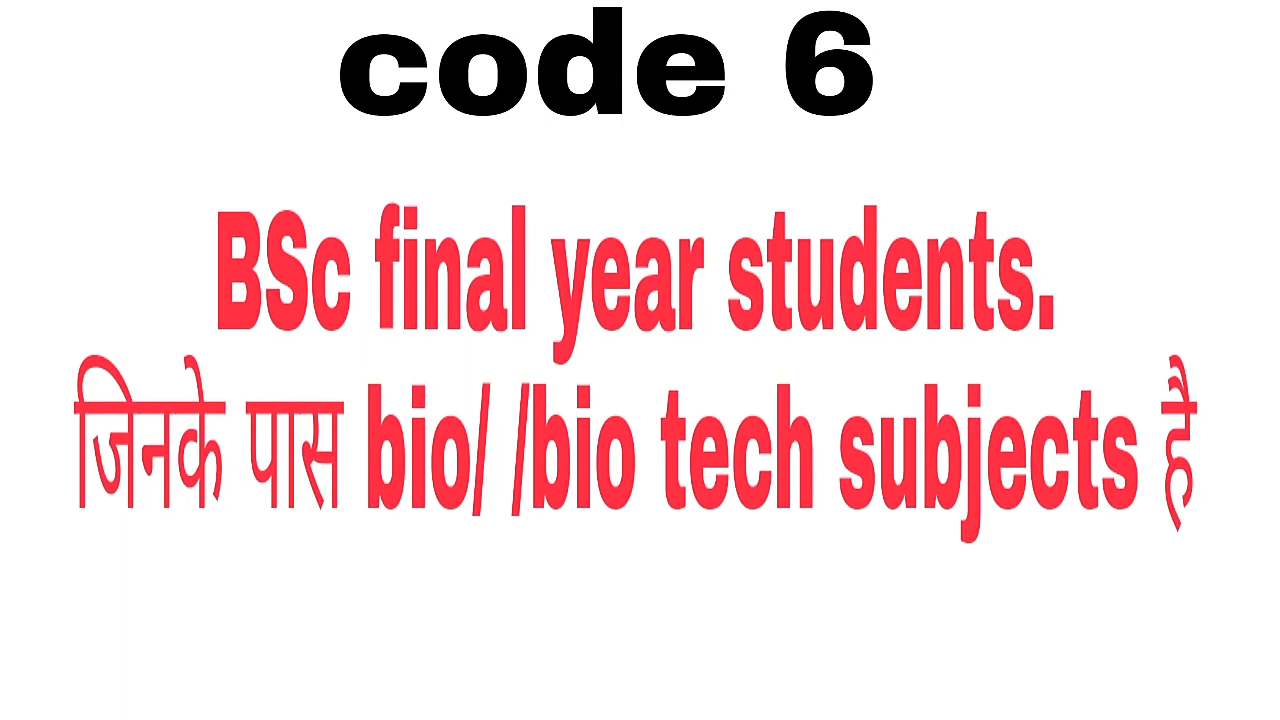 code 6
BSc final year students.
जिनके पास bio/ /bio tech subjects है